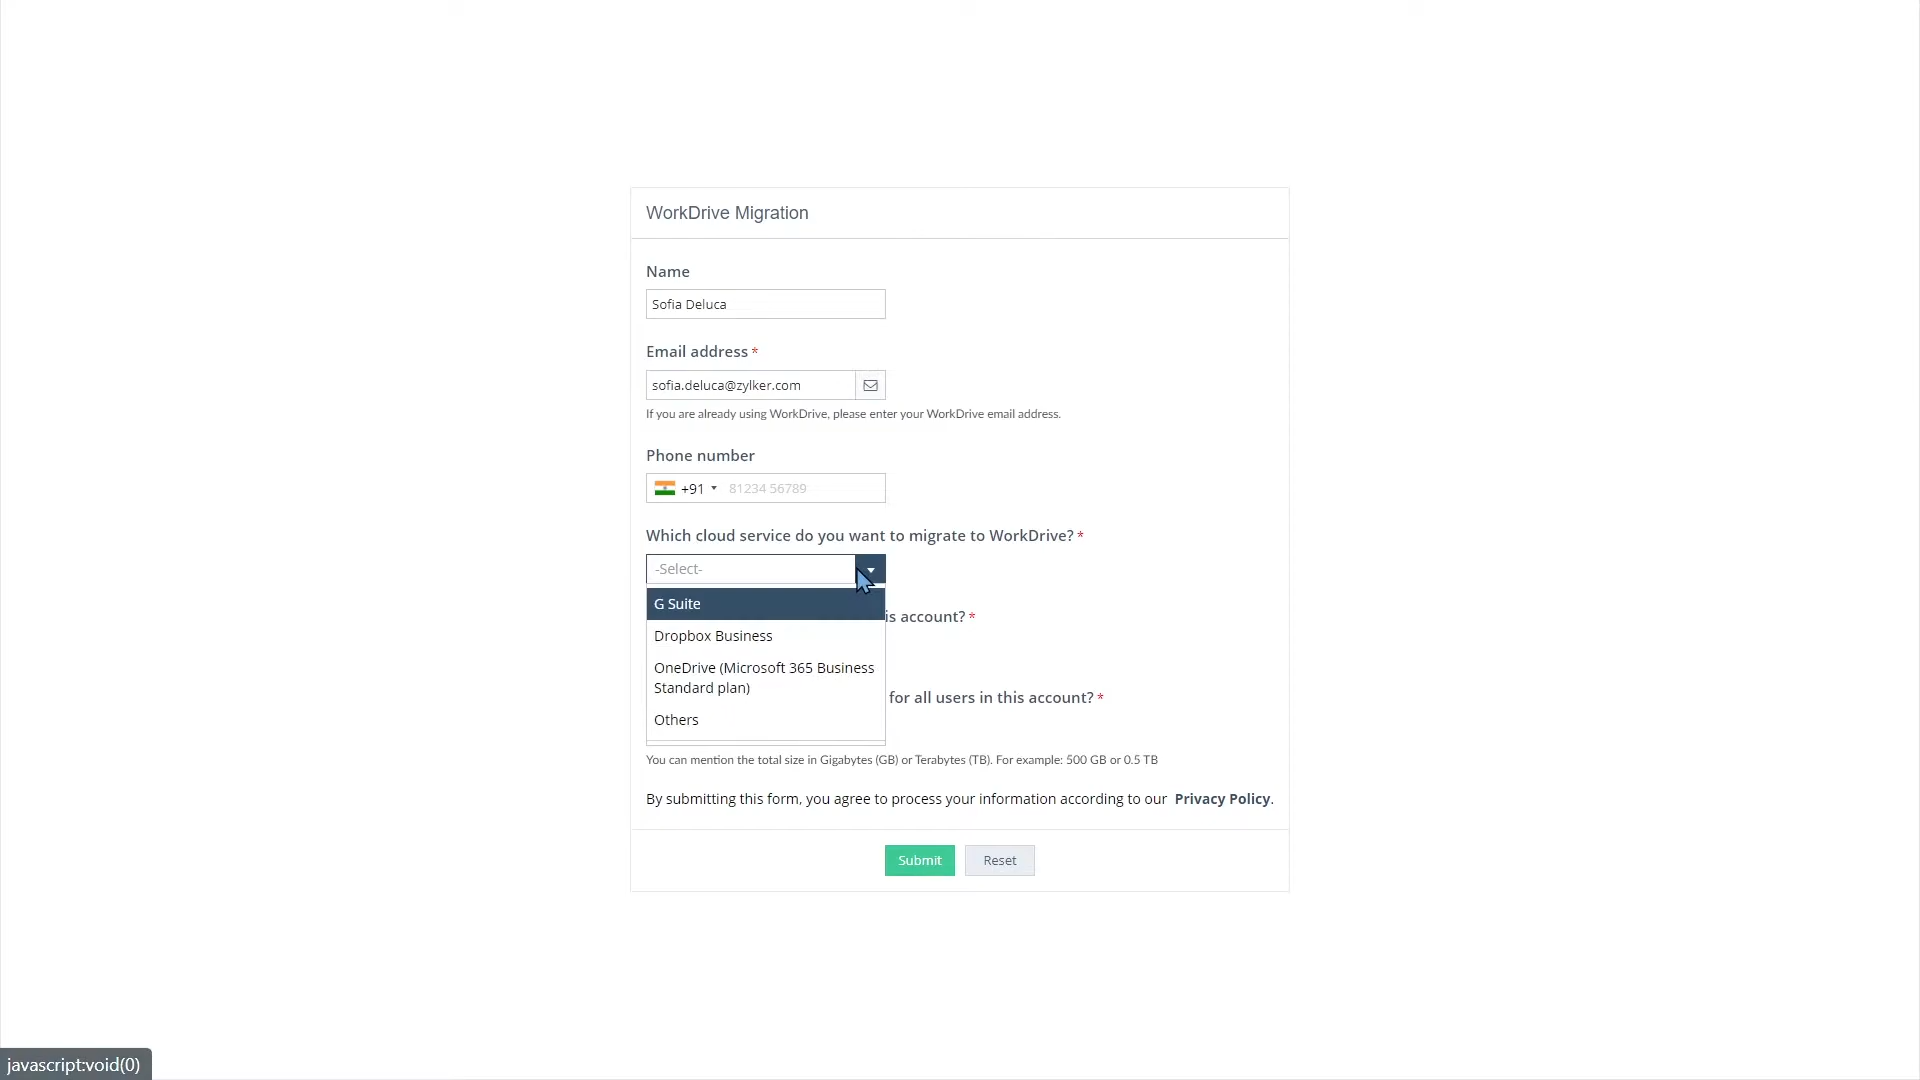 WorkDrive Migration
Name
Sofia Deluca
Email address *
sofia.deluca@zylker.com
If you are already using WorkDrive, please enter your WorkDrive email address.
Phone number
+91 81234 56789
Which cloud service do you want to migrate to WorkDrive? *
-Select-
G Suite
is account? *
Dropbox Business
OneDrive (Microsoft 365 Business
Standard plan)
for all users in this account? *
Others
You can mention the total size in Gigabytes (GB) or Terabytes (TB). For example: 500 GB or 0.5 TB
By submitting this form, you agree to process your information according to our Privacy Policy.
Submit Reset
javascript:void(0)